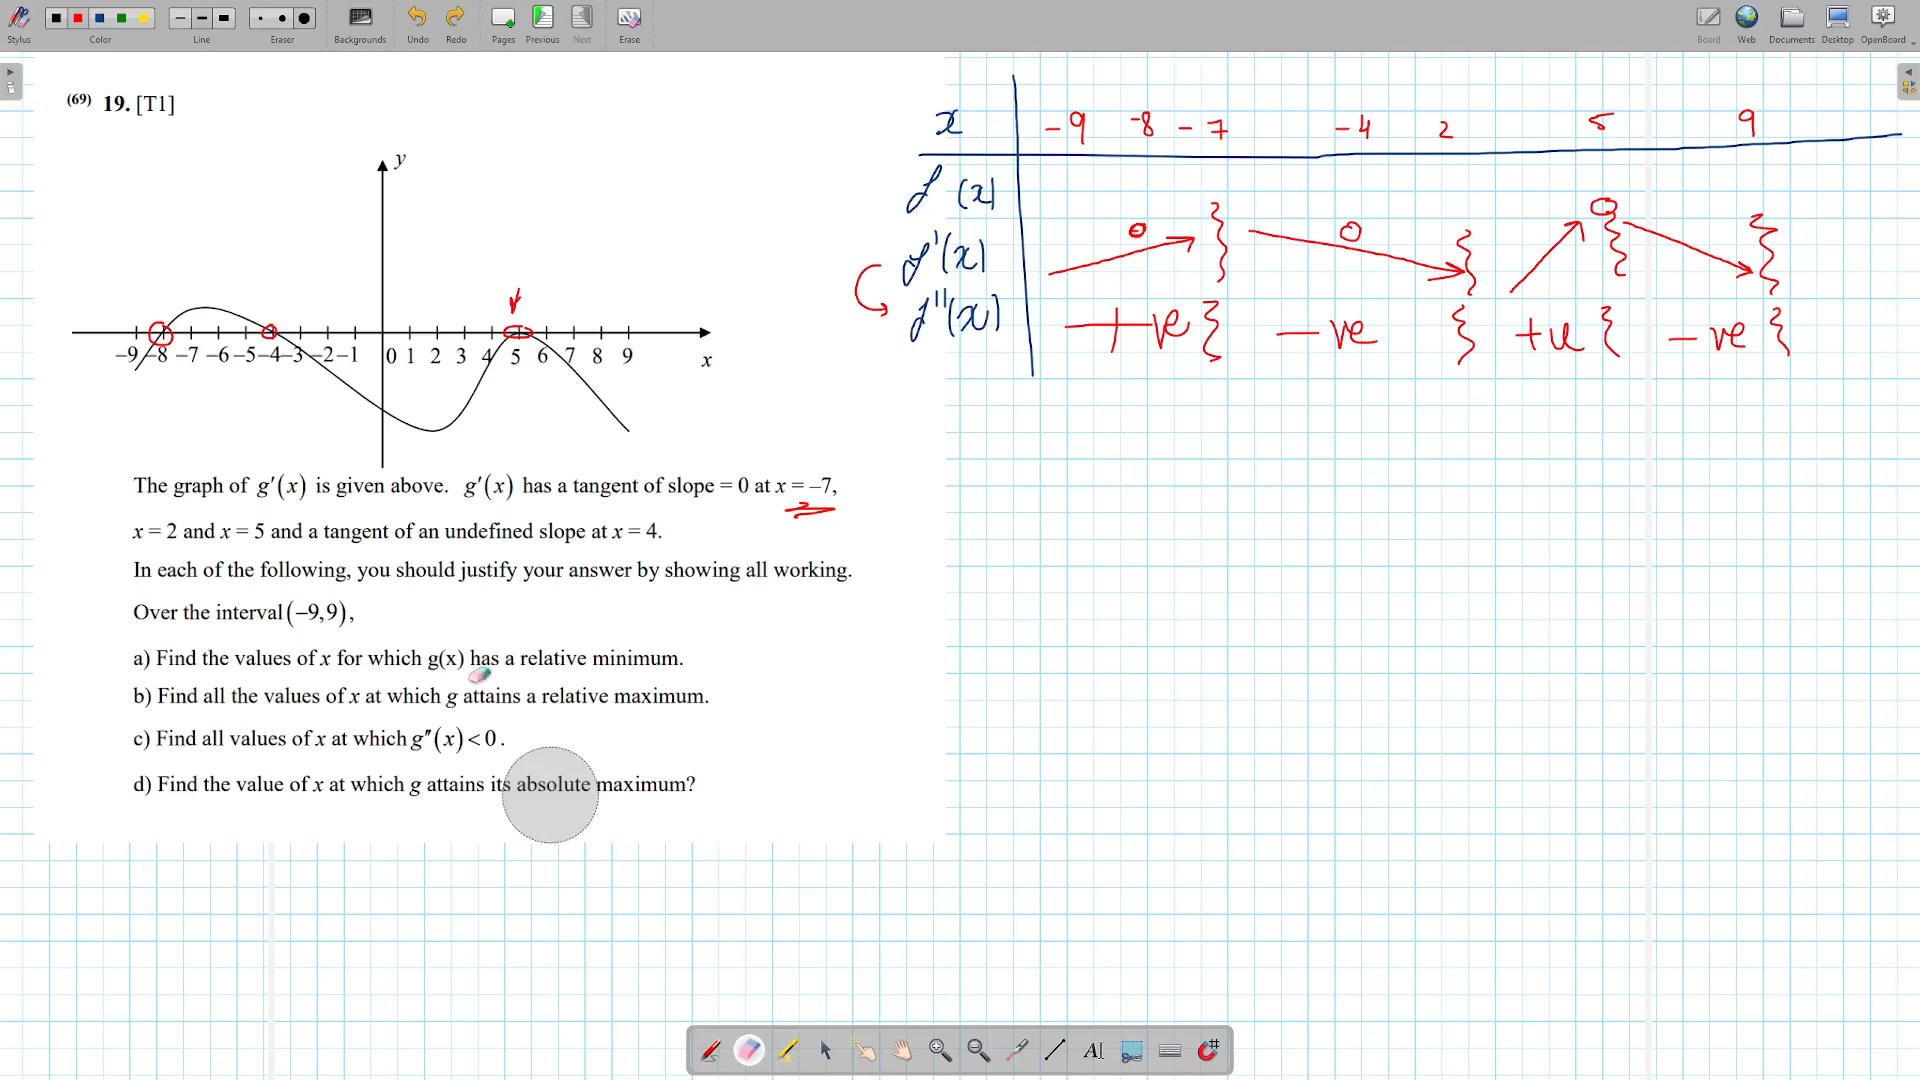 Stylus Color Line Eraser Backgrounds Undo Redo Pages Previous Next Erase Board Web Documents Desktop OpenBoard
(69) 19. [T1]
y
−9 −8 −7 −6 −5 −4 −3 −2 −1 0 1 2 3 4 5 6 7 8 9 x
The graph of g′(x) is given above. g′(x) has a tangent of slope = 0 at x = −7,
x = 2 and x = 5 and a tangent of an undefined slope at x = 4.
In each of the following, you should justify your answer by showing all working.
Over the interval (−9,9),
a) Find the values of x for which g(x) has a relative minimum.
b) Find all the values of x at which g attains a relative maximum.
c) Find all values of x at which g″(x) < 0.
d) Find the value of x at which g attains its absolute maximum?
x −9 −8 −7 −4 2 5 9
f(x)
f'(x) 0 0 0
f''(x) +ve −ve +ve −ve